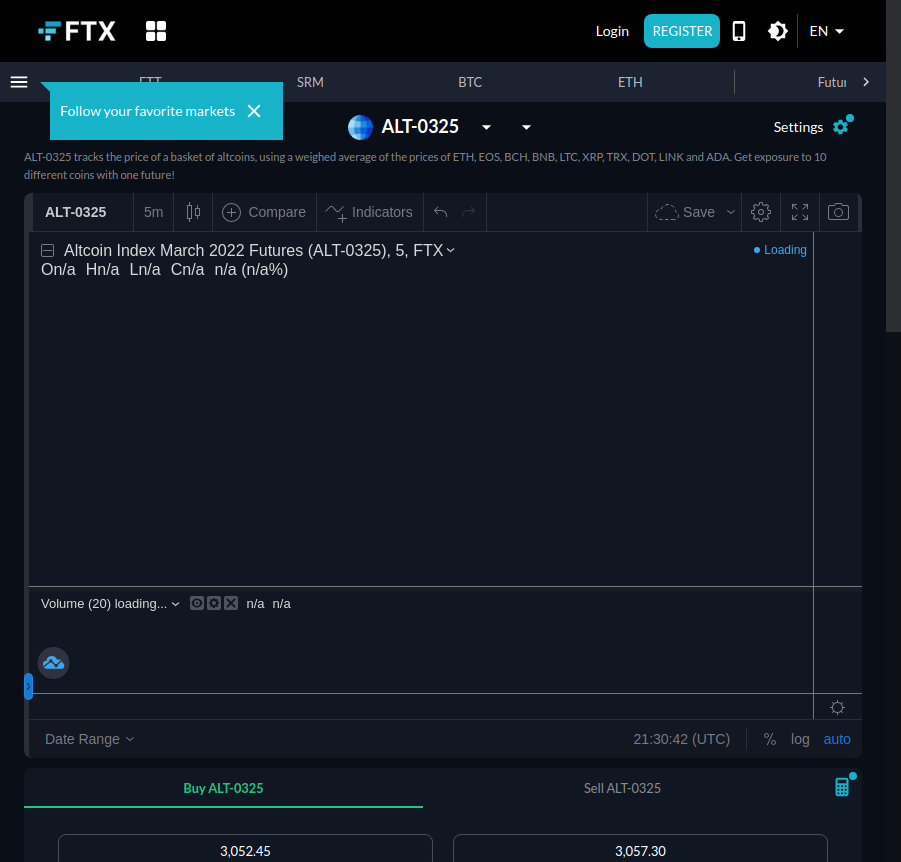 FTX
Login
REGISTER
EN
FTT
SRM
BTC
ETH
Futur
Follow your favorite markets
ALT-0325
Settings
ALT-0325 tracks the price of a basket of altcoins, using a weighed average of the prices of ETH, EOS, BCH, BNB, LTC, XRP, TRX, DOT, LINK and ADA. Get exposure to 10
different coins with one future!
ALT-0325 5m Compare Indicators Save
Altcoin Index March 2022 Futures (ALT-0325), 5, FTX
Loading
On/a Hn/a Ln/a Cn/a n/a (n/a%)
Volume (20) loading... n/a n/a
Date Range 21:30:42 (UTC) % log auto
Buy ALT-0325 Sell ALT-0325
3,052.45 3,057.30